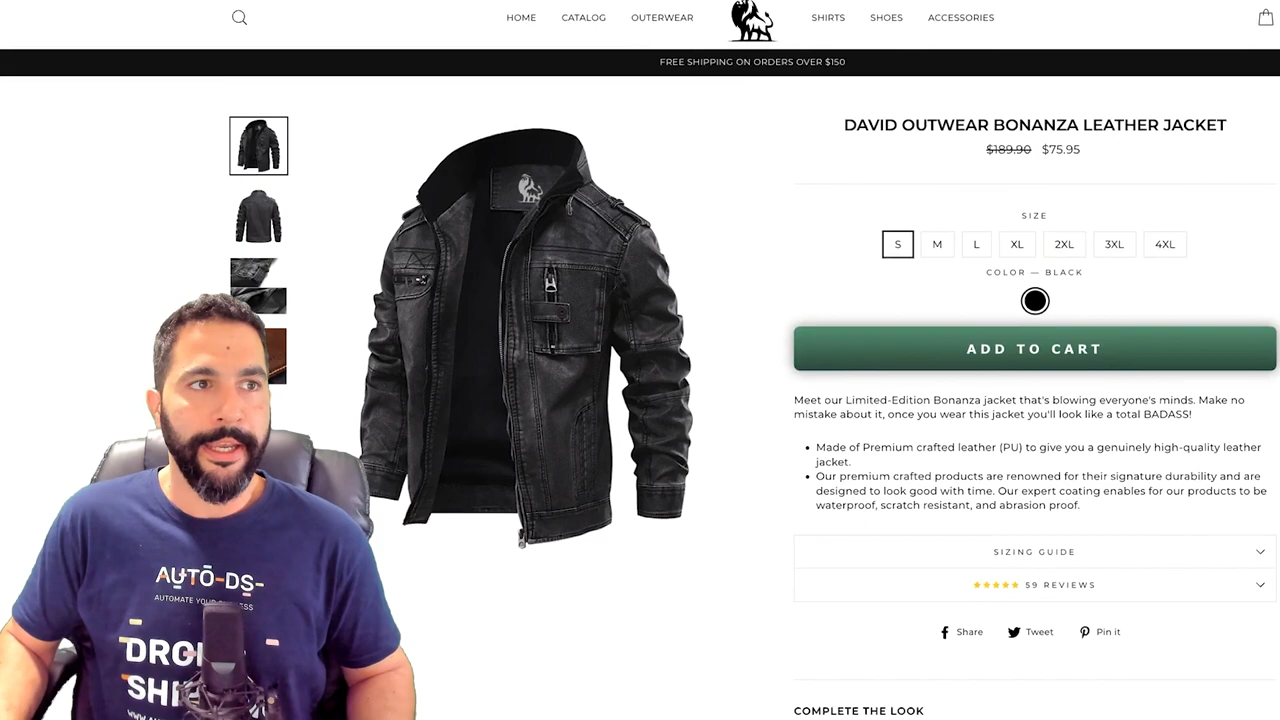 HOME CATALOG OUTERWEAR SHIRTS SHOES ACCESSORIES
FREE SHIPPING ON ORDERS OVER $150
DAVID OUTWEAR BONANZA LEATHER JACKET
$189.90 $75.95
SIZE
S M L XL 2XL 3XL 4XL
COLOR — BLACK
ADD TO CART
Meet our Limited-Edition Bonanza jacket that's blowing everyone's minds. Make no
mistake about it, once you wear this jacket you'll look like a total BADASS!
Made of Premium crafted leather (PU) to give you a genuinely high-quality leather
jacket.
Our premium crafted products are renowned for their signature durability and are
designed to look good with time. Our expert coating enables for our products to be
waterproof, scratch resistant, and abrasion proof.
SIZING GUIDE
59 REVIEWS
Share Tweet Pin it
COMPLETE THE LOOK
AUTO-DS-
AUTOMATE YOUR